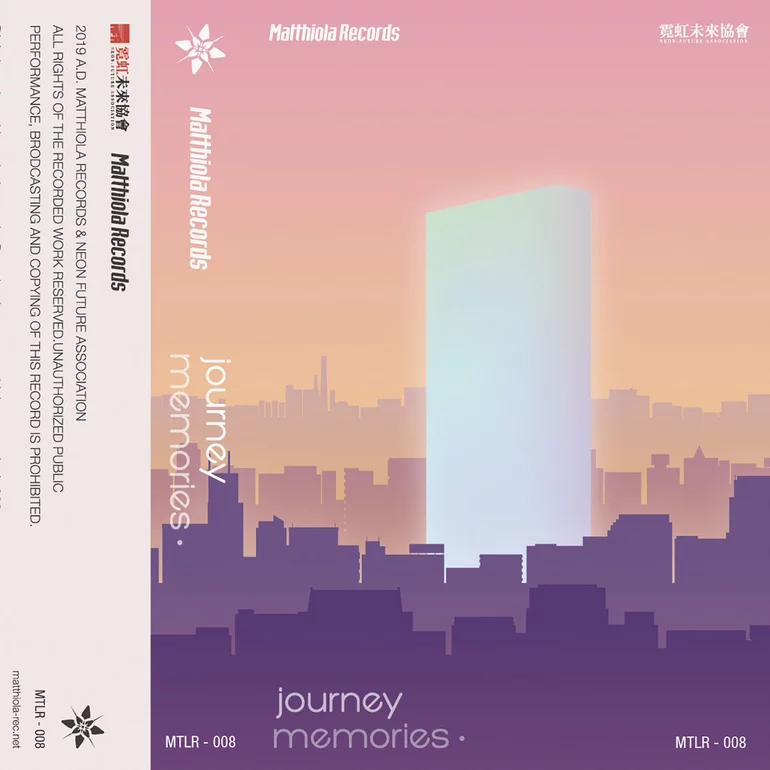 霓虹未來協會
NEON FUTURE ASSOCIATION
Matthiola Records
2019 A.D. MATTHIOLA RECORDS & NEON FUTURE ASSOCIATION
ALL RIGHTS OF THE RECORDED WORK RESERVED.UNAUTHORIZED PUBLIC
PERFORMANCE, BRODCASTING AND COPYING OF THIS RECORD IS PROHIBITED.
MTLR - 008
matthiola-rec.net
Matthiola Records
journey
memories •
MTLR - 008
Matthiola Records
霓虹未來協會
NEON FUTURE ASSOCIATION
journey
memories •
MTLR - 008